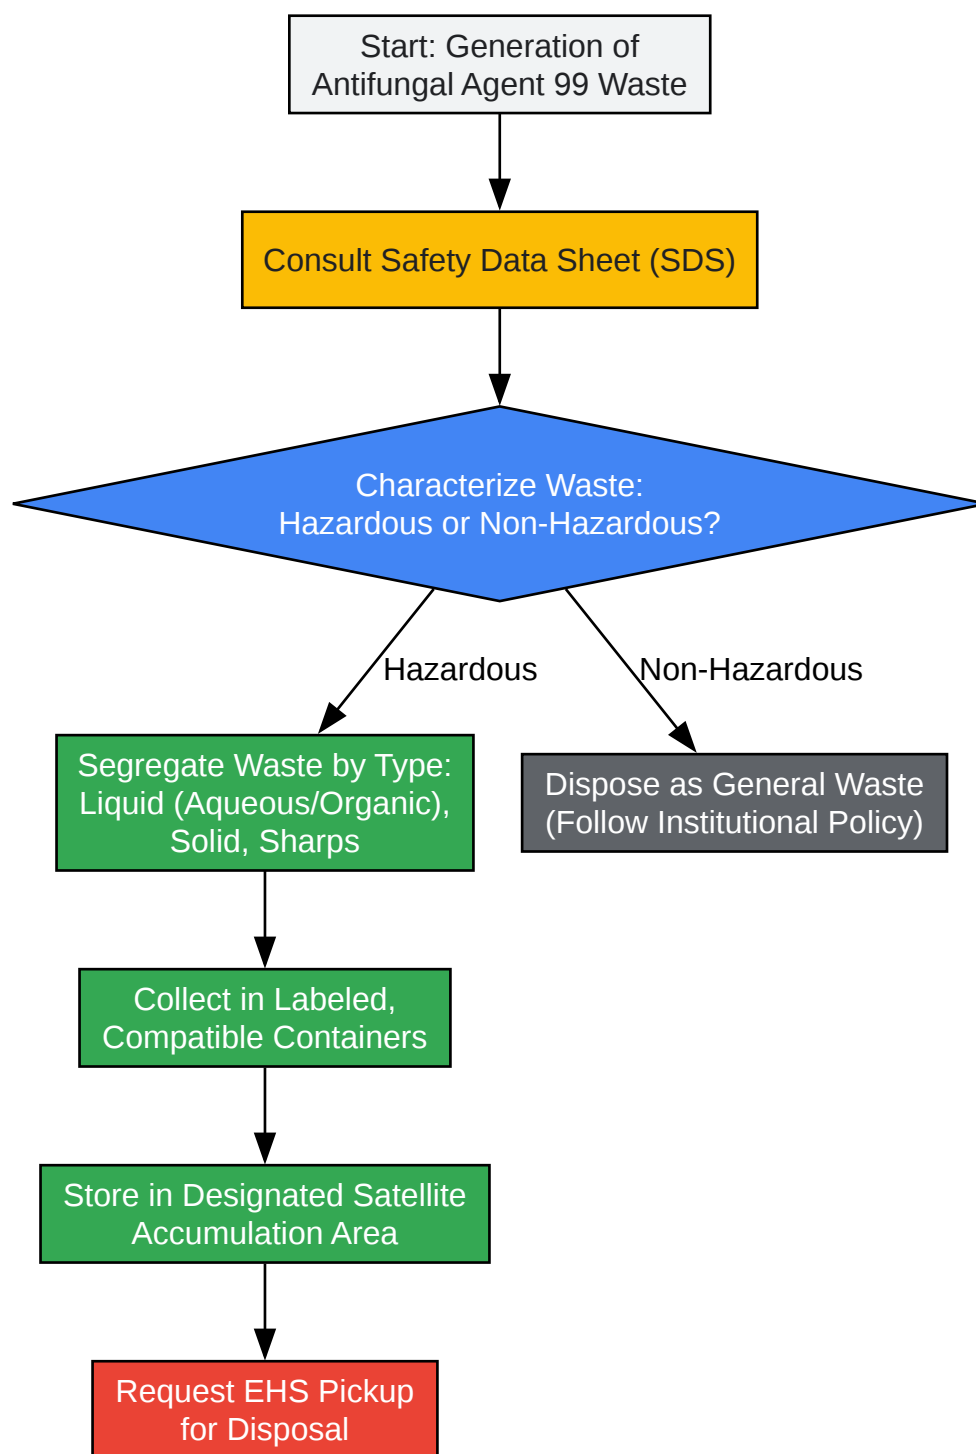 Start: Generation of
Antifungal Agent 99 Waste
Consult Safety Data Sheet (SDS)
Characterize Waste:
Hazardous or Non-Hazardous?
Hazardous
Non-Hazardous
Segregate Waste by Type:
Liquid (Aqueous/Organic),
Solid, Sharps
Dispose as General Waste
(Follow Institutional Policy)
Collect in Labeled,
Compatible Containers
Store in Designated Satellite
Accumulation Area
Request EHS Pickup
for Disposal